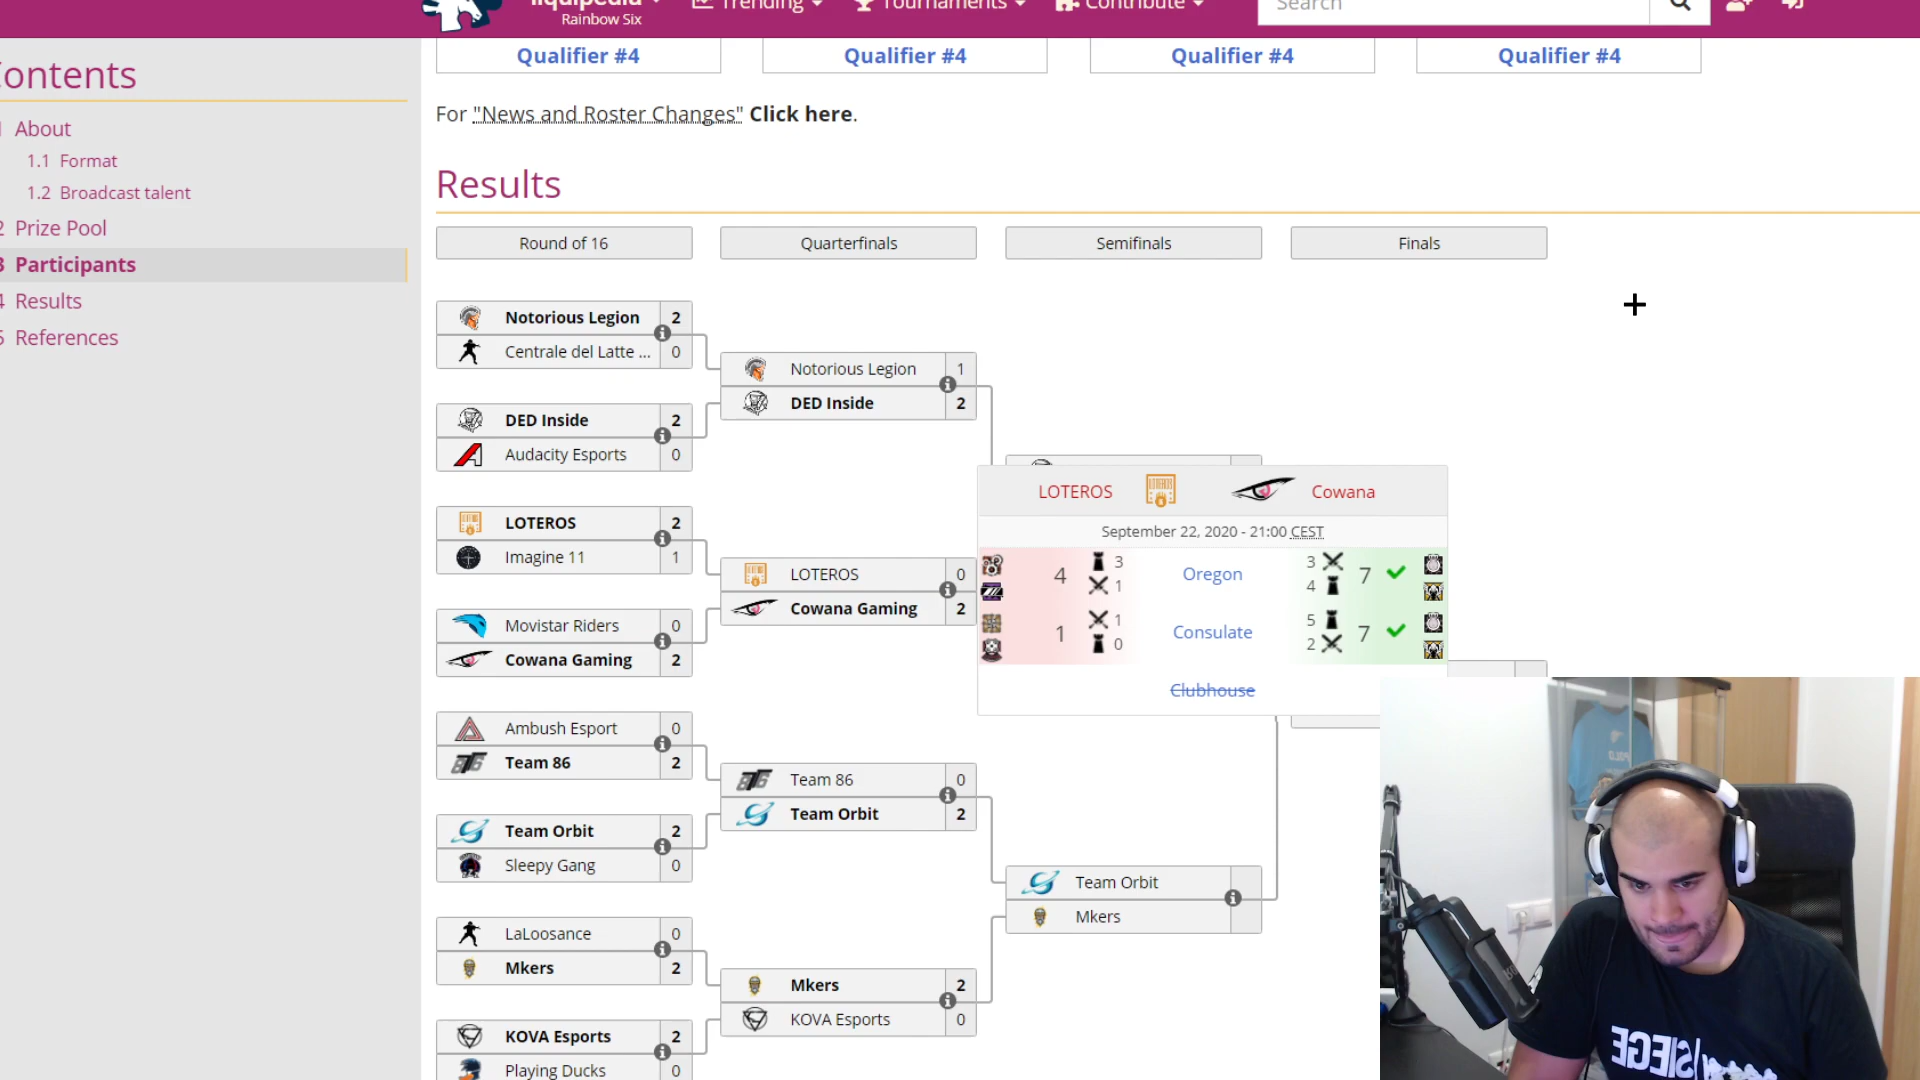 liquipedia
Rainbow Six
Trending
Tournaments
Contribute
Search
Qualifier #4
Qualifier #4
Qualifier #4
Qualifier #4
ontents
About
1.1 Format
1.2 Broadcast talent
2 Prize Pool
3 Participants
4 Results
5 References
For "News and Roster Changes" Click here.
Results
Round of 16
Quarterfinals
Semifinals
Finals
Notorious Legion 2
Centrale del Latte ... 0
DED Inside 2
Audacity Esports 0
LOTEROS 2
Imagine 11 1
Movistar Riders 0
Cowana Gaming 2
Ambush Esport 0
Team 86 2
Team Orbit 2
Sleepy Gang 0
LaLoosance 0
Mkers 2
KOVA Esports 2
Playing Ducks 0
Notorious Legion 1
DED Inside 2
LOTEROS 0
Cowana Gaming 2
Team 86 0
Team Orbit 2
Mkers 2
KOVA Esports 0
Team Orbit
Mkers
LOTEROS Cowana
September 22, 2020 - 21:00 CEST
4 3 1 Oregon 3 4 7
1 1 0 Consulate 5 2 7
Clubhouse
SIEGE